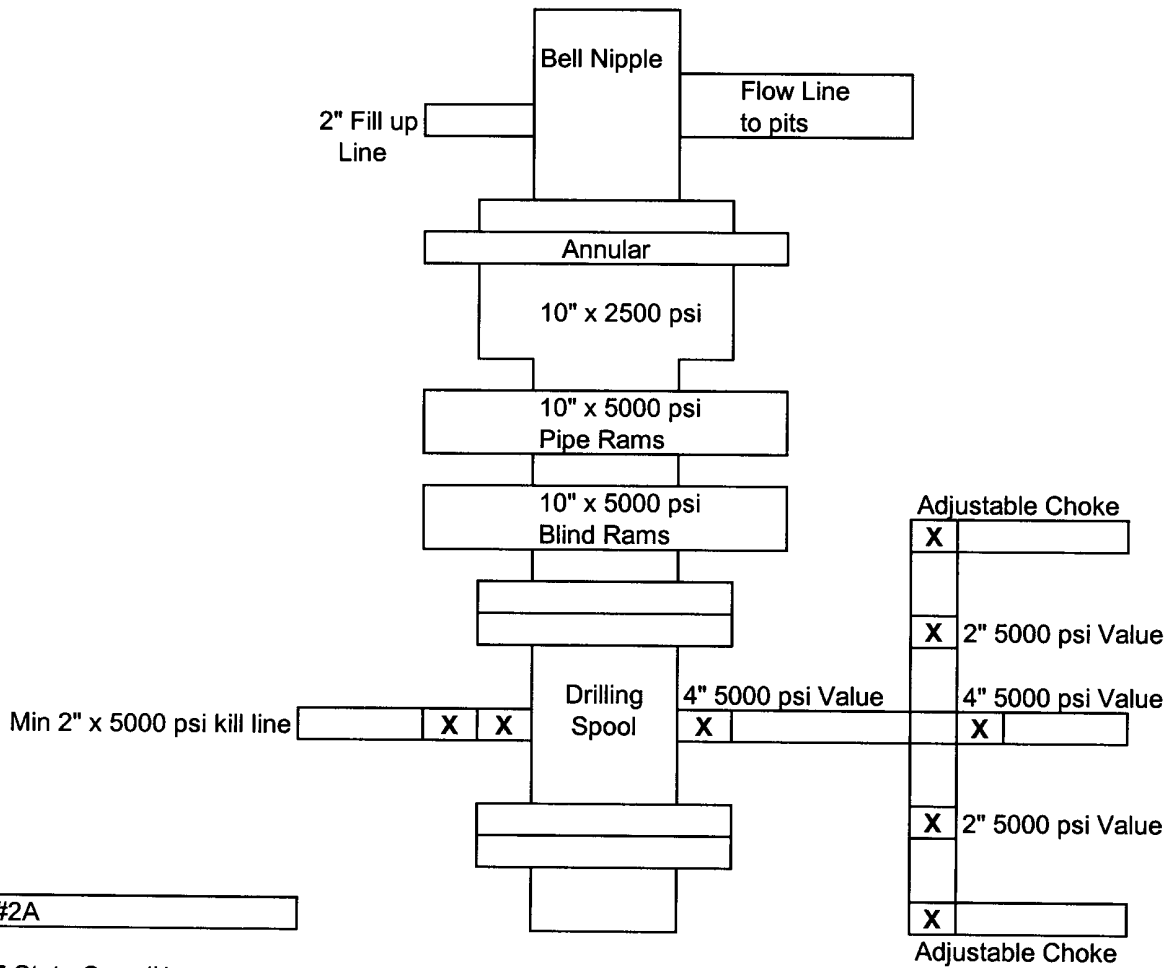 Bell Nipple
Flow Line
to pits
2" Fill up
Line
Annular
10" x 2500 psi
10" x 5000 psi
Pipe Rams
10" x 5000 psi
Blind Rams
Adjustable Choke
X
X 2" 5000 psi Value
Drilling
Spool
4" 5000 psi Value
4" 5000 psi Value
Min 2" x 5000 psi kill line
X X
X
X
X 2" 5000 psi Value
#2A
X
Adjustable Choke